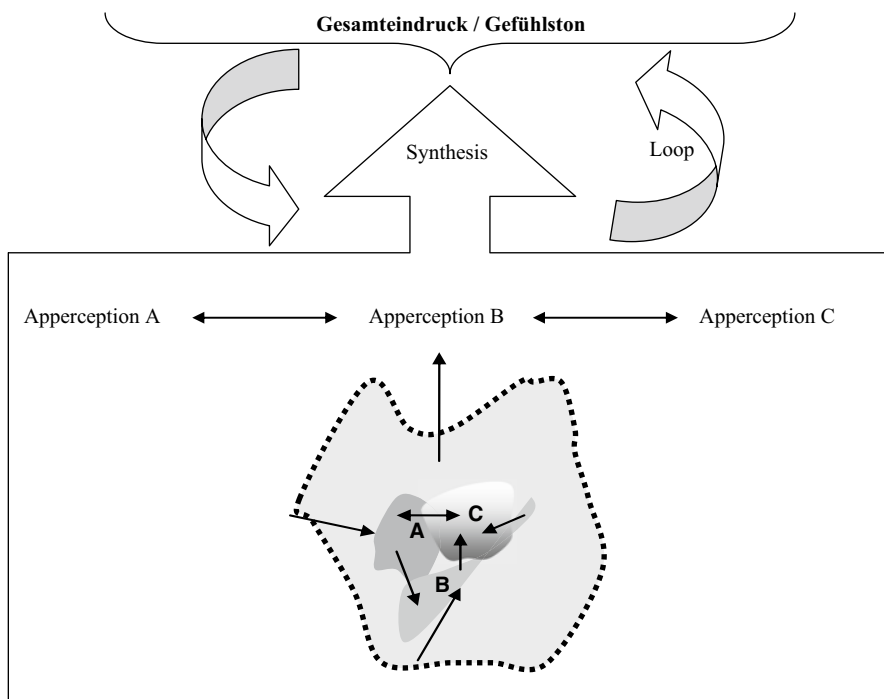 Gesamteindruck / Gefühlston
Synthesis
Loop
Apperception A
Apperception B
Apperception C
A
C
B